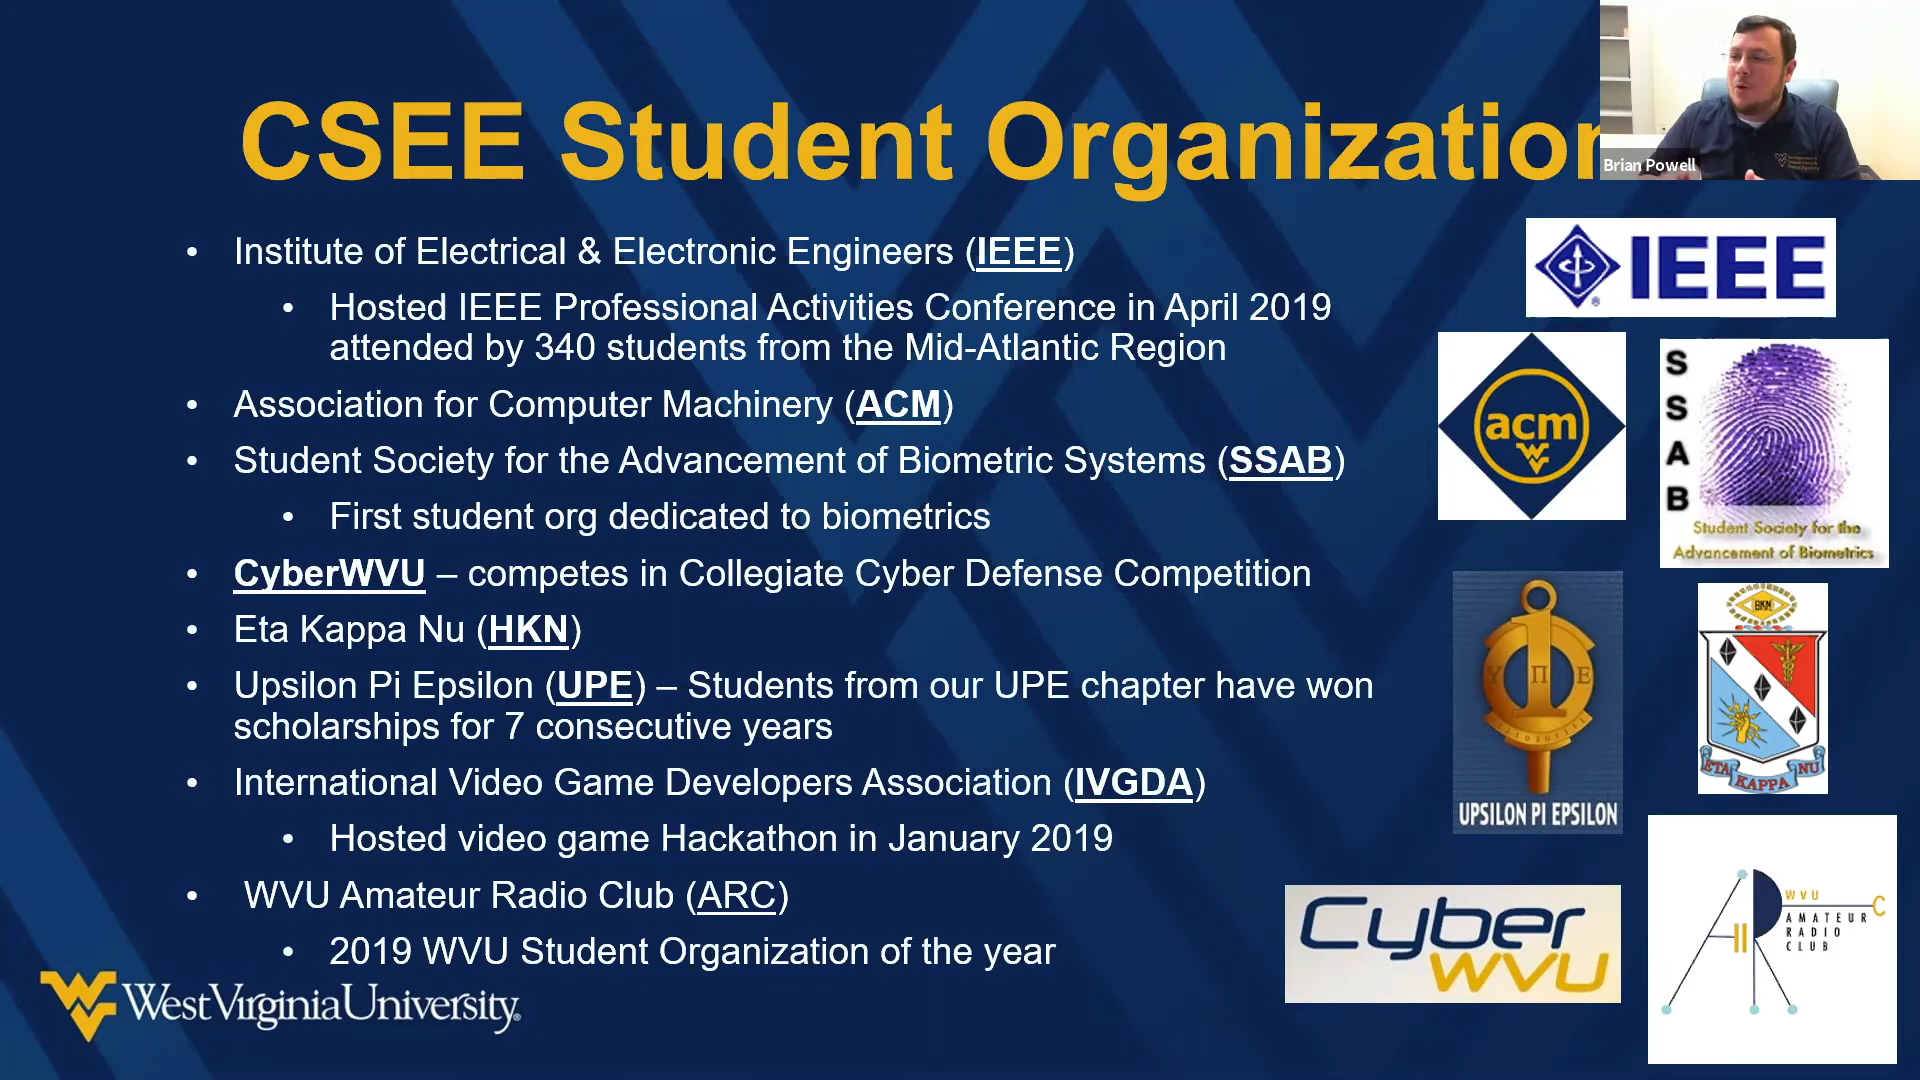 CSEE Student Organization
Brian Powell
• Institute of Electrical & Electronic Engineers (IEEE)
• Hosted IEEE Professional Activities Conference in April 2019
attended by 340 students from the Mid-Atlantic Region
• Association for Computer Machinery (ACM)
• Student Society for the Advancement of Biometric Systems (SSAB)
• First student org dedicated to biometrics
• CyberWVU – competes in Collegiate Cyber Defense Competition
• Eta Kappa Nu (HKN)
• Upsilon Pi Epsilon (UPE) – Students from our UPE chapter have won
scholarships for 7 consecutive years
• International Video Game Developers Association (IVGDA)
• Hosted video game Hackathon in January 2019
• WVU Amateur Radio Club (ARC)
• 2019 WVU Student Organization of the year
West Virginia University.
IEEE
acm
S
S
A
B
Student Society for the
Advancement of Biometrics
Υ Π Ε
UPSILON PI EPSILON
ETA KAPPA NU
Cyber
WVU
WVU
AMATEUR
RADIO
CLUB